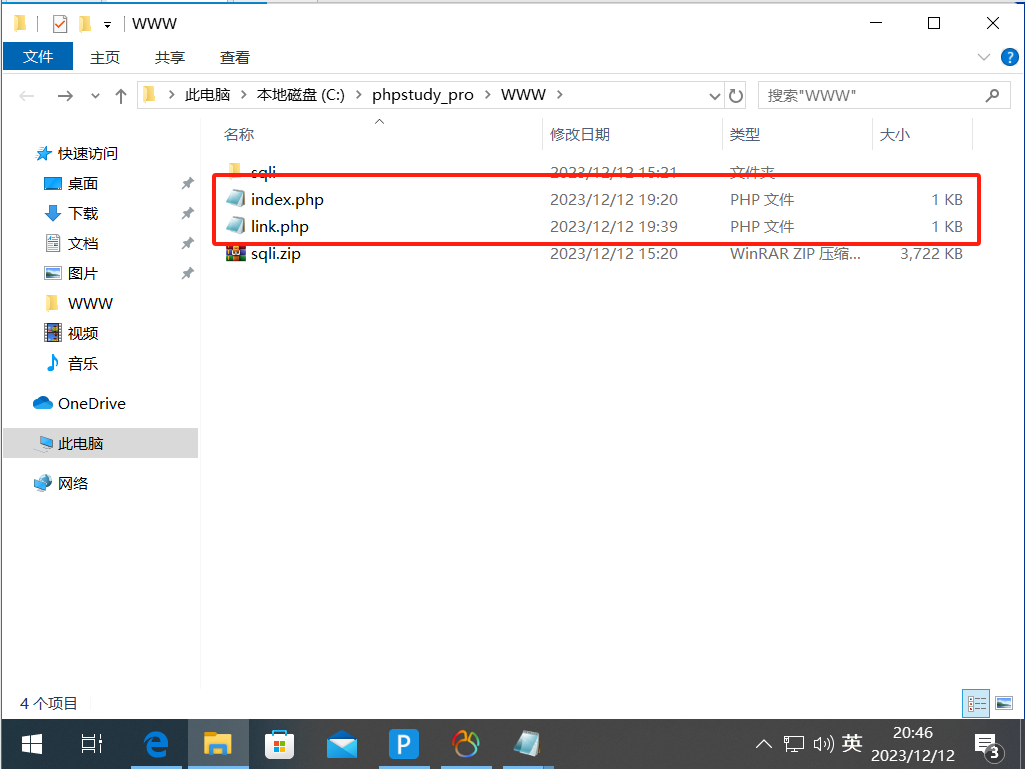 WWW
文件 主页 共享 查看
此电脑 本地磁盘 (C:) phpstudy_pro WWW 搜索"WWW"
名称 修改日期 类型 大小
sqli 2023/12/12 15:21 文件夹
index.php 2023/12/12 19:20 PHP 文件 1 KB
link.php 2023/12/12 19:39 PHP 文件 1 KB
sqli.zip 2023/12/12 15:20 WinRAR ZIP 压缩... 3,722 KB
快速访问
桌面
下载
文档
图片
WWW
视频
音乐
OneDrive
此电脑
网络
4 个项目
英 20:46
2023/12/12 3